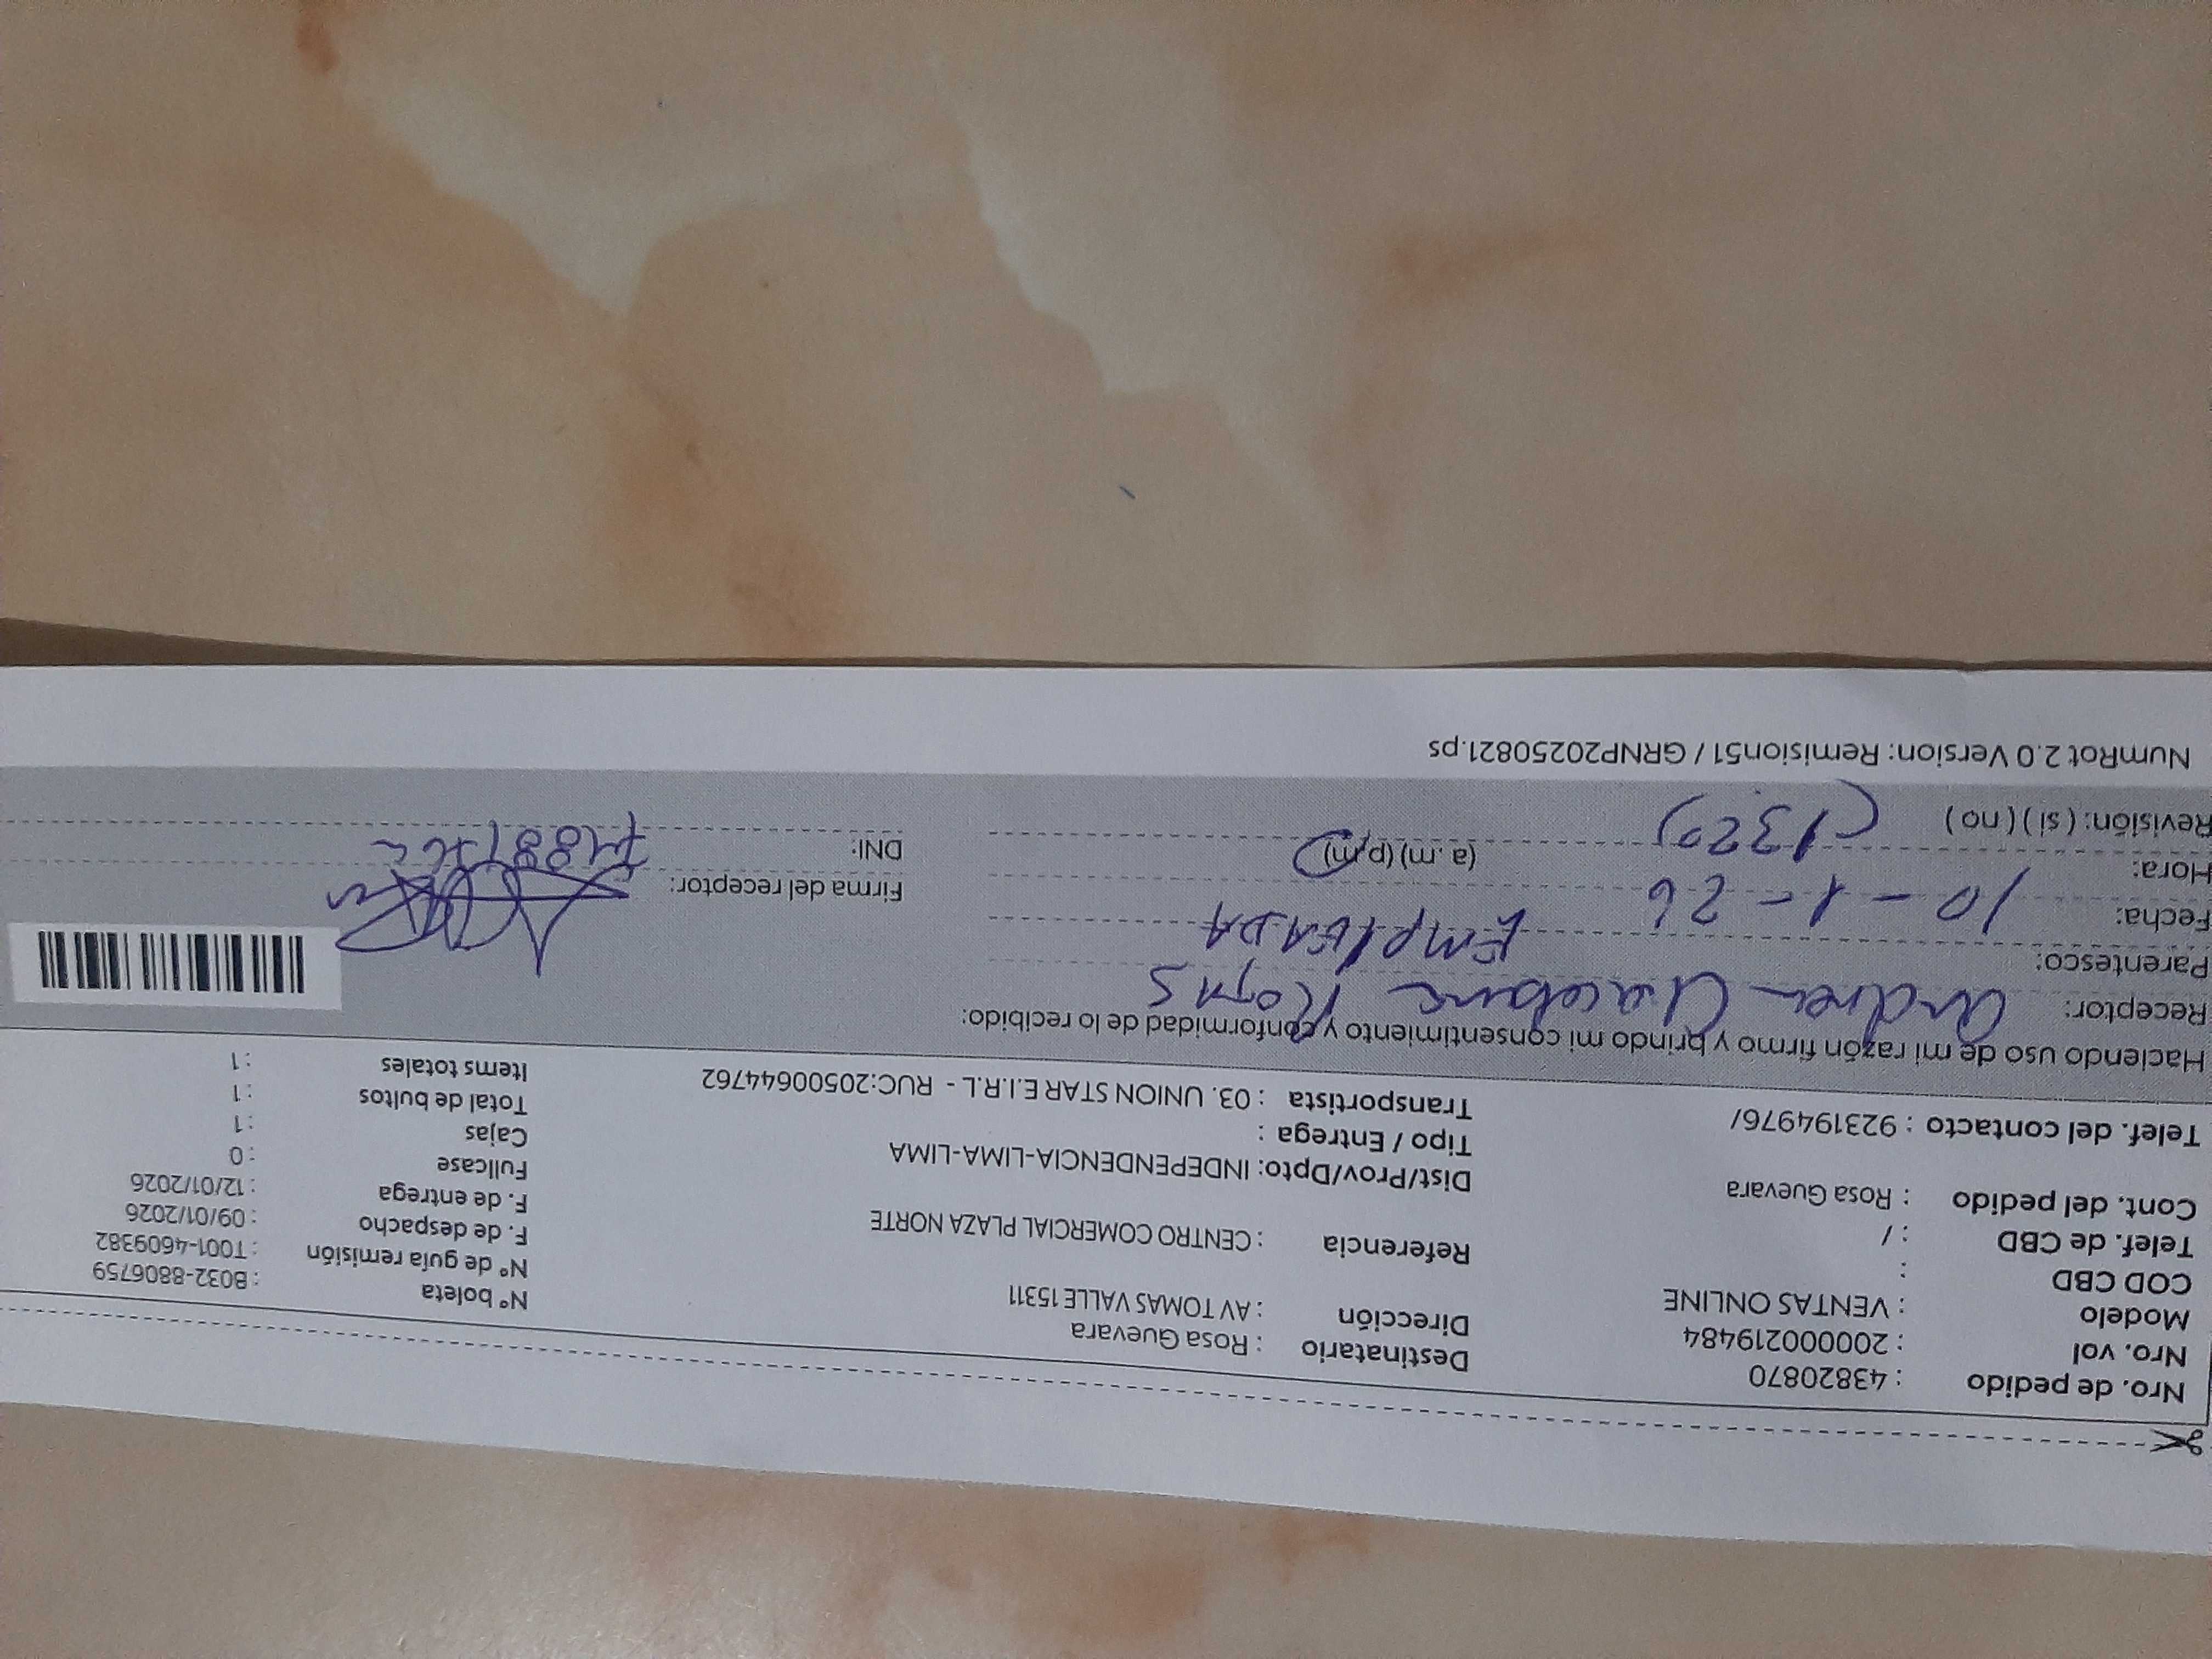 Nro. de pedido : 43820870
Nro. vol : 200000219484
Modelo : VENTAS ONLINE
COD CBD :
Telef. de CBD : /
Cont. del pedido : Rosa Guevara
Telef. del contacto : 923194976/
Destinatario : Rosa Guevara
Dirección : AV TOMAS VALLE 15311
Referencia : CENTRO COMERCIAL PLAZA NORTE
Dist/Prov/Dpto: INDEPENDENCIA-LIMA-LIMA
Tipo / Entrega :
Transportista : 03. UNION STAR E.I.R.L - RUC:20500644762
Nº boleta : B032-8806759
Nº de guía remisión : T001-4609382
F. de despacho : 09/01/2026
F. de entrega : 12/01/2026
Fullcase : 0
Cajas : 1
Total de bultos : 1
Items totales : 1
Haciendo uso de mi razón firmo y brindo mi consentimiento y conformidad de lo recibido:
Receptor: Andrea Rojas
Parentesco: EmplEADA
Fecha: 10 - 1 - 26
Hora: (1320) (a.m) (p.m)
Revisión: ( si ) ( no )
Firma del receptor:
DNI:
NumRot 2.0 Version: Remision51 / GRNP20250821.ps